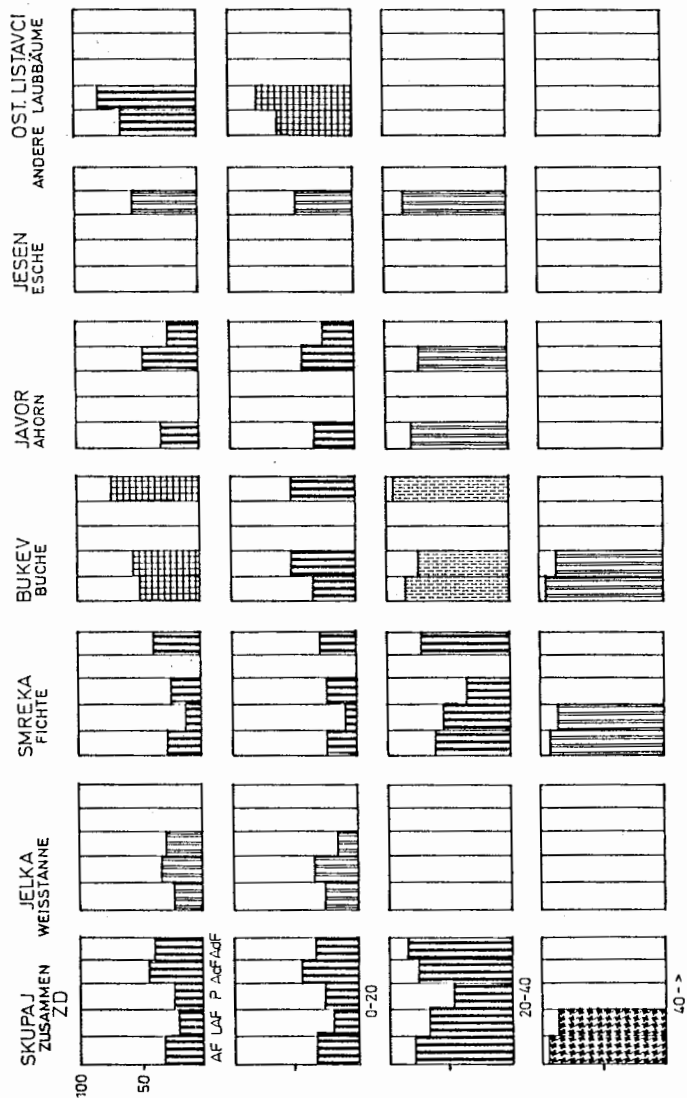 SKUPAJ
ZUSAMMEN
ZD
JELKA
WEISSTANNE
SMREKA
FICHTE
BUKEV
BUCHE
JAVOR
AHORN
JESEN
ESCHE
OST. LISTAVCI
ANDERE LAUBBÄUME
100
50
AF LAF P AdF AdF
0-20
20-40
40->